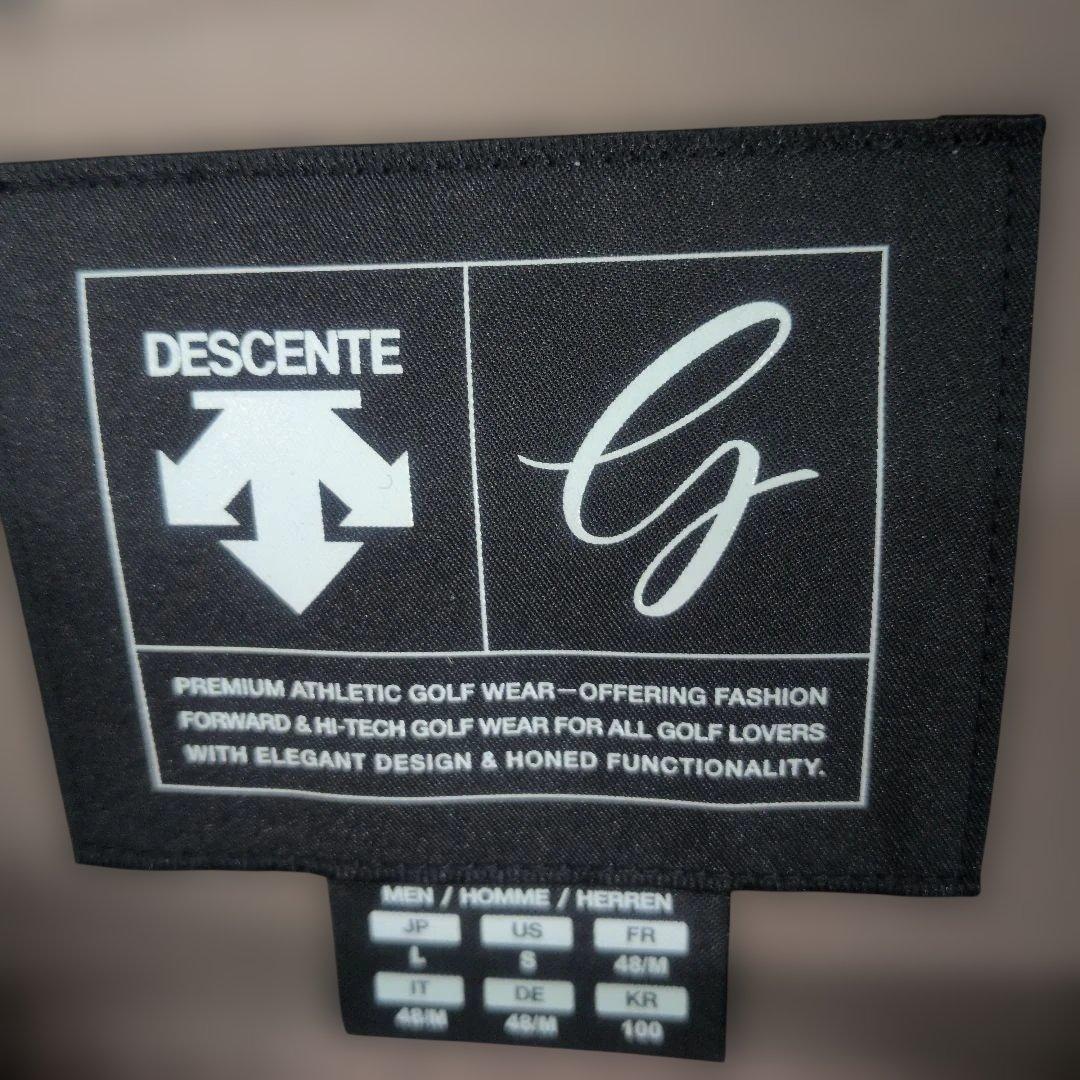 DESCENTE
G
PREMIUM ATHLETIC GOLF WEAR—OFFERING FASHION
FORWARD & HI-TECH GOLF WEAR FOR ALL GOLF LOVERS
WITH ELEGANT DESIGN & HONED FUNCTIONALITY.
MEN / HOMME / HERREN
JP US FR
L S 48/M
IT DE KR
48/M 48/M 100